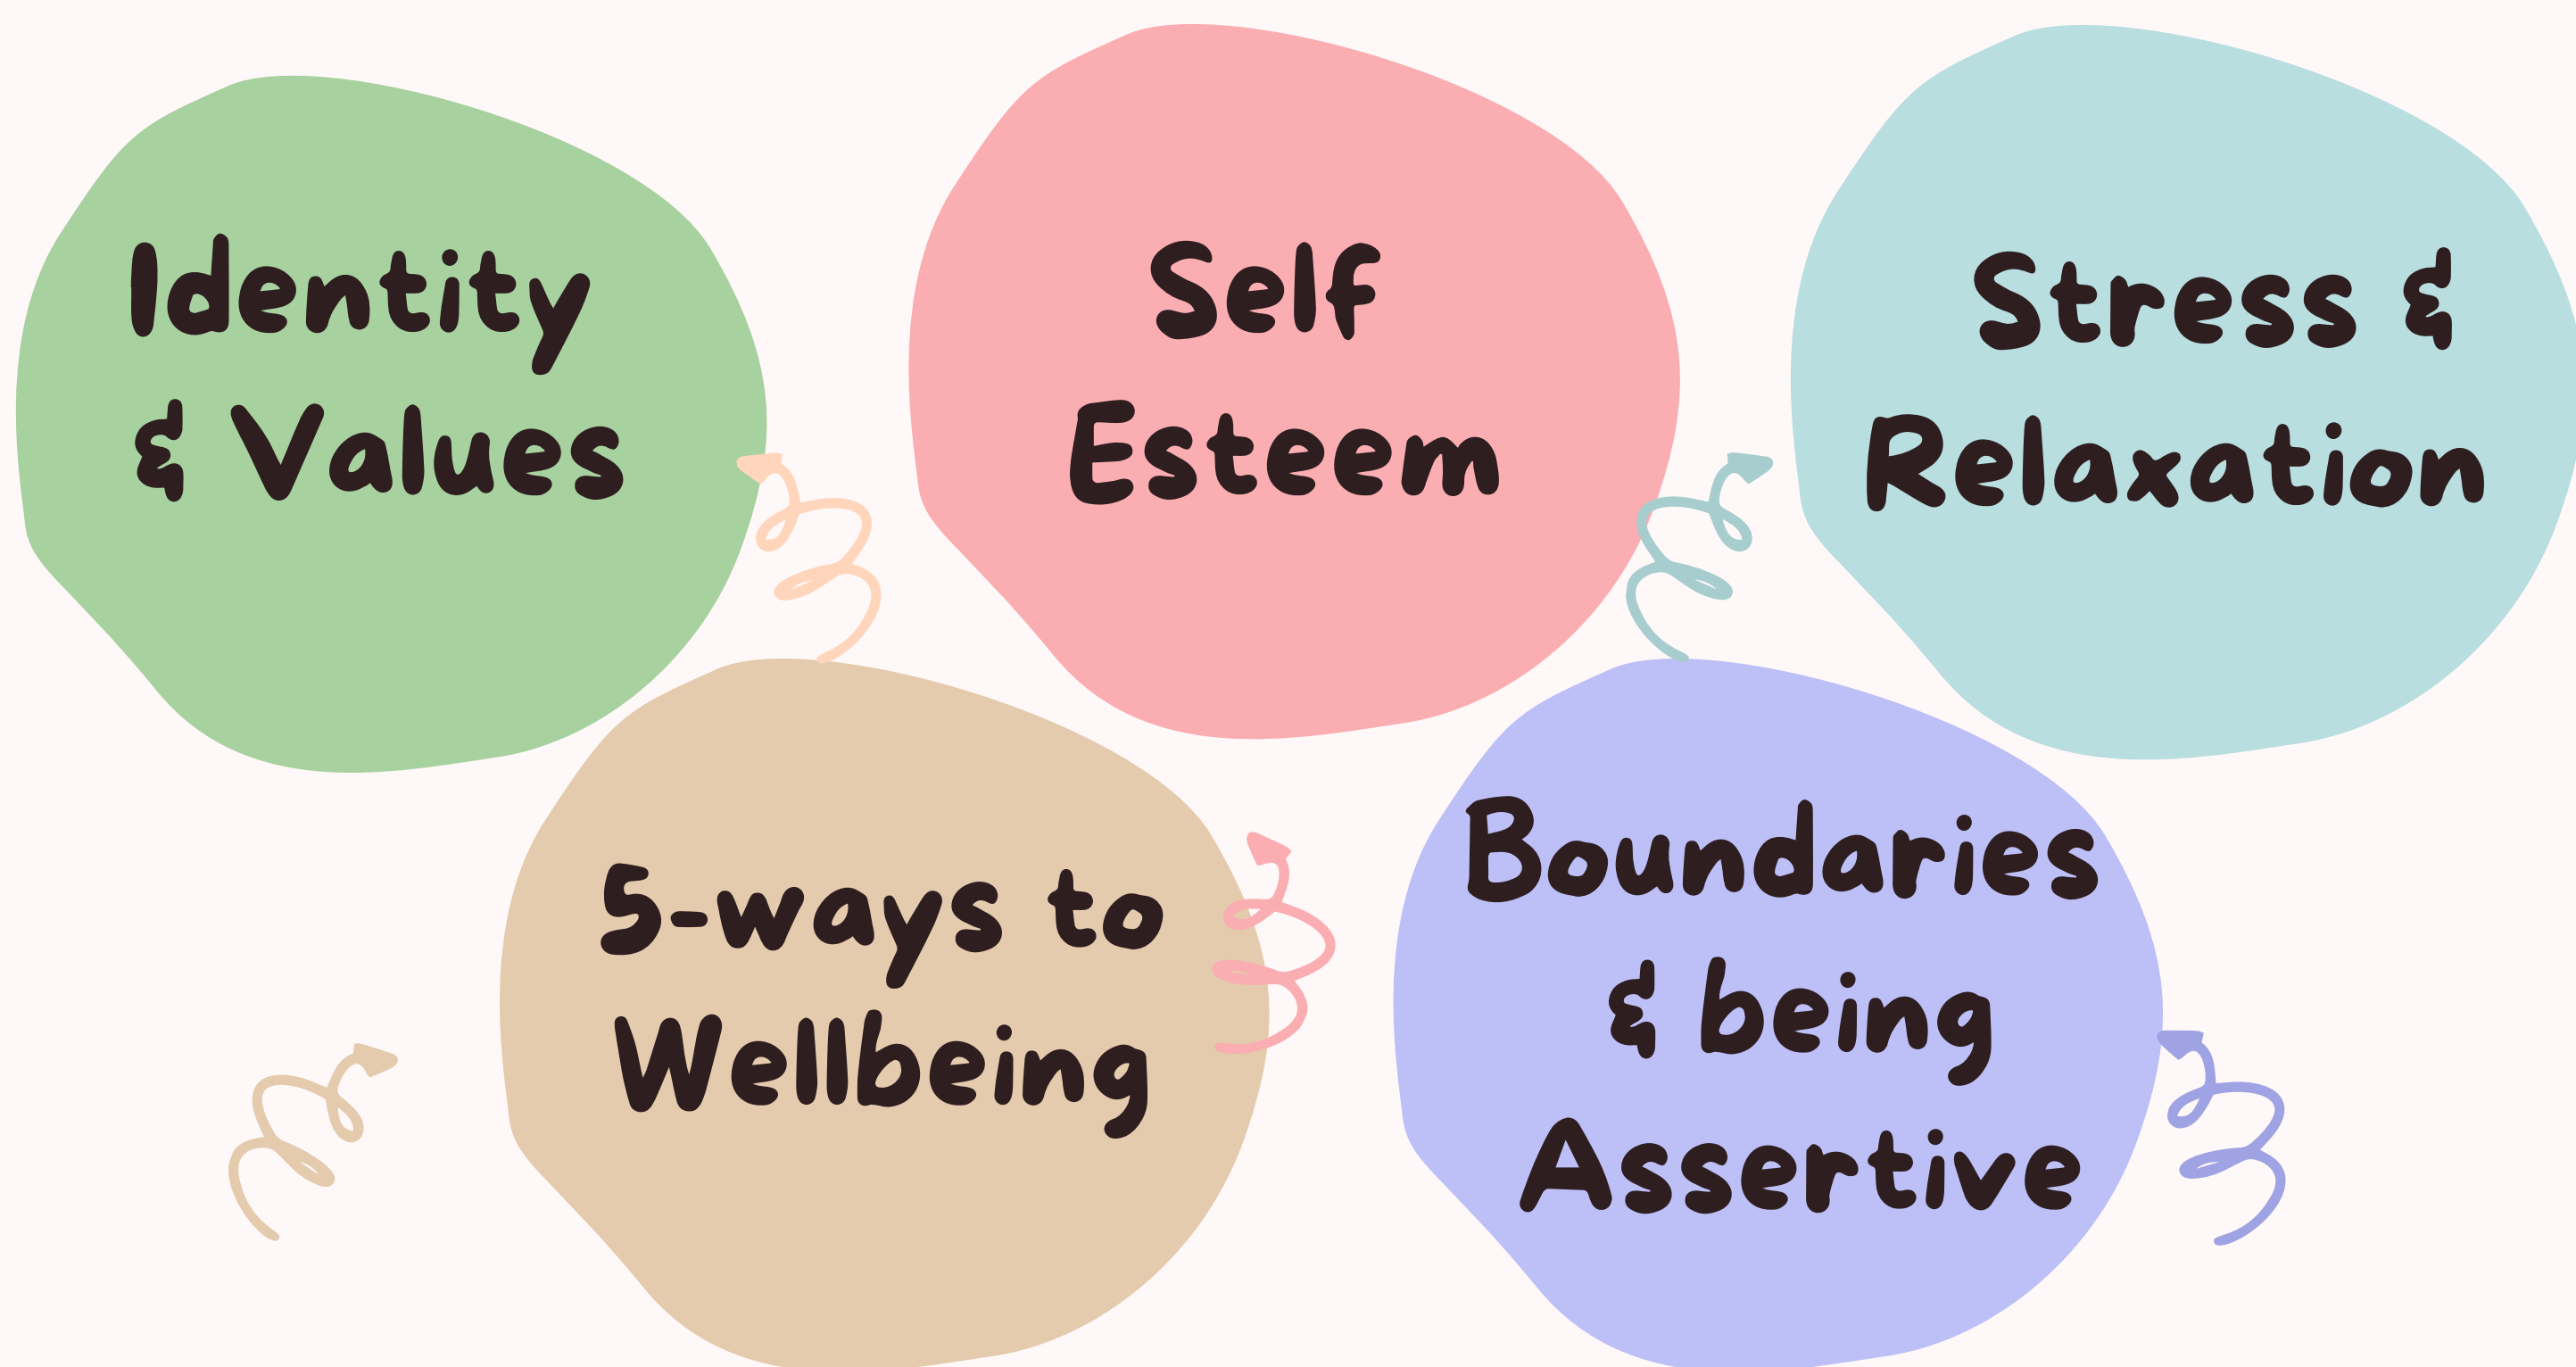 Identity
& Values
Self
Esteem
Stress &
Relaxation
5-ways to
Wellbeing
Boundaries
& being
Assertive